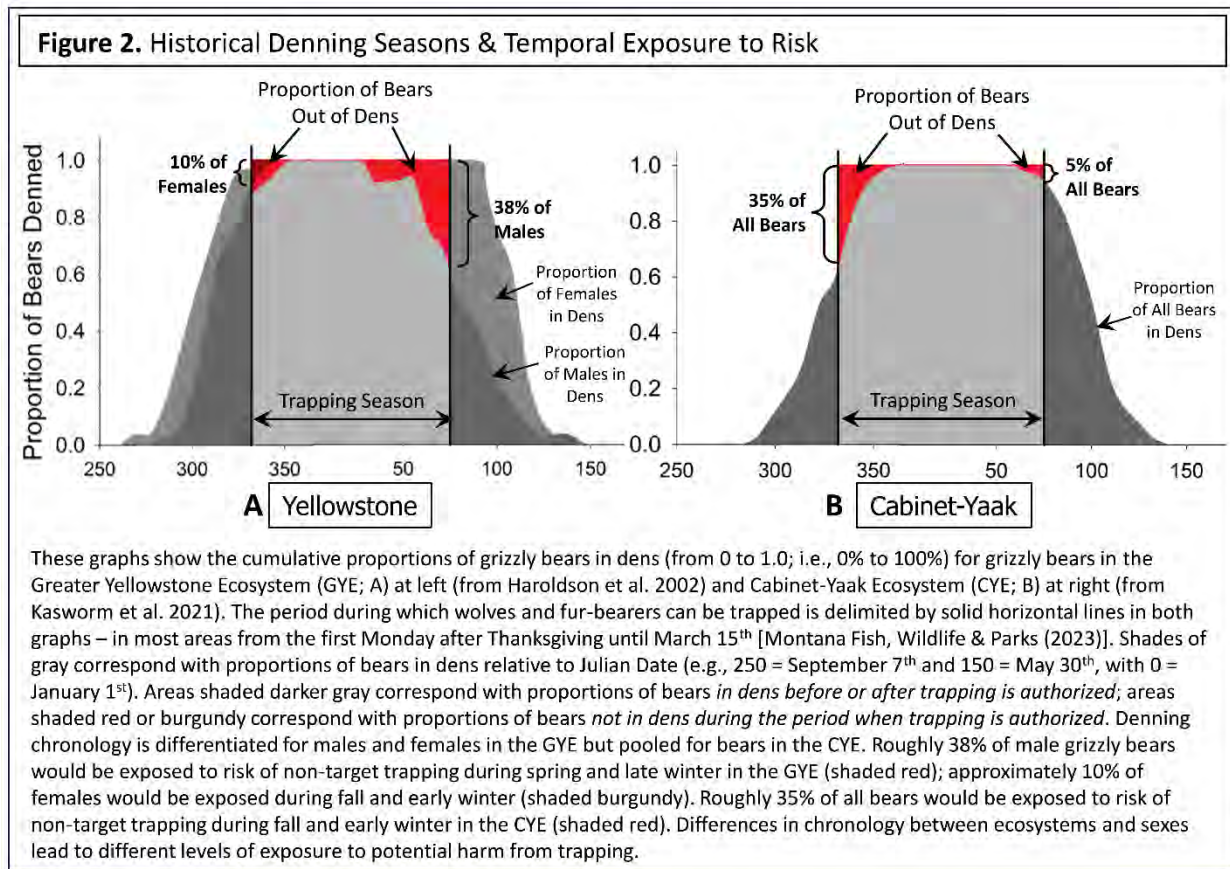 Figure 2. Historical Denning Seasons & Temporal Exposure to Risk
Proportion of Bears
Out of Dens
10% of
Females
38% of
Males
Proportion
of Females
in Dens
Proportion
of Males in
Dens
Trapping Season
Proportion of Bears Denned
1.0
0.8
0.6
0.4
0.2
0.0
250
300
350
50
100
150
A Yellowstone
Proportion of Bears
Out of Dens
35% of
All Bears
5% of
All Bears
Proportion
of All Bears
in Dens
Trapping Season
1.0
0.8
0.6
0.4
0.2
0.0
250
300
350
50
100
150
B Cabinet-Yaak
These graphs show the cumulative proportions of grizzly bears in dens (from 0 to 1.0; i.e., 0% to 100%) for grizzly bears in the
Greater Yellowstone Ecosystem (GYE; A) at left (from Haroldson et al. 2002) and Cabinet-Yaak Ecosystem (CYE; B) at right (from
Kasworm et al. 2021). The period during which wolves and fur-bearers can be trapped is delimited by solid horizontal lines in both
graphs – in most areas from the first Monday after Thanksgiving until March 15th [Montana Fish, Wildlife & Parks (2023)]. Shades of
gray correspond with proportions of bears in dens relative to Julian Date (e.g., 250 = September 7th and 150 = May 30th, with 0 =
January 1st). Areas shaded darker gray correspond with proportions of bears in dens before or after trapping is authorized; areas
shaded red or burgundy correspond with proportions of bears not in dens during the period when trapping is authorized. Denning
chronology is differentiated for males and females in the GYE but pooled for bears in the CYE. Roughly 38% of male grizzly bears
would be exposed to risk of non-target trapping during spring and late winter in the GYE (shaded red); approximately 10% of
females would be exposed during fall and early winter (shaded burgundy). Roughly 35% of all bears would be exposed to risk of
non-target trapping during fall and early winter in the CYE (shaded red). Differences in chronology between ecosystems and sexes
lead to different levels of exposure to potential harm from trapping.